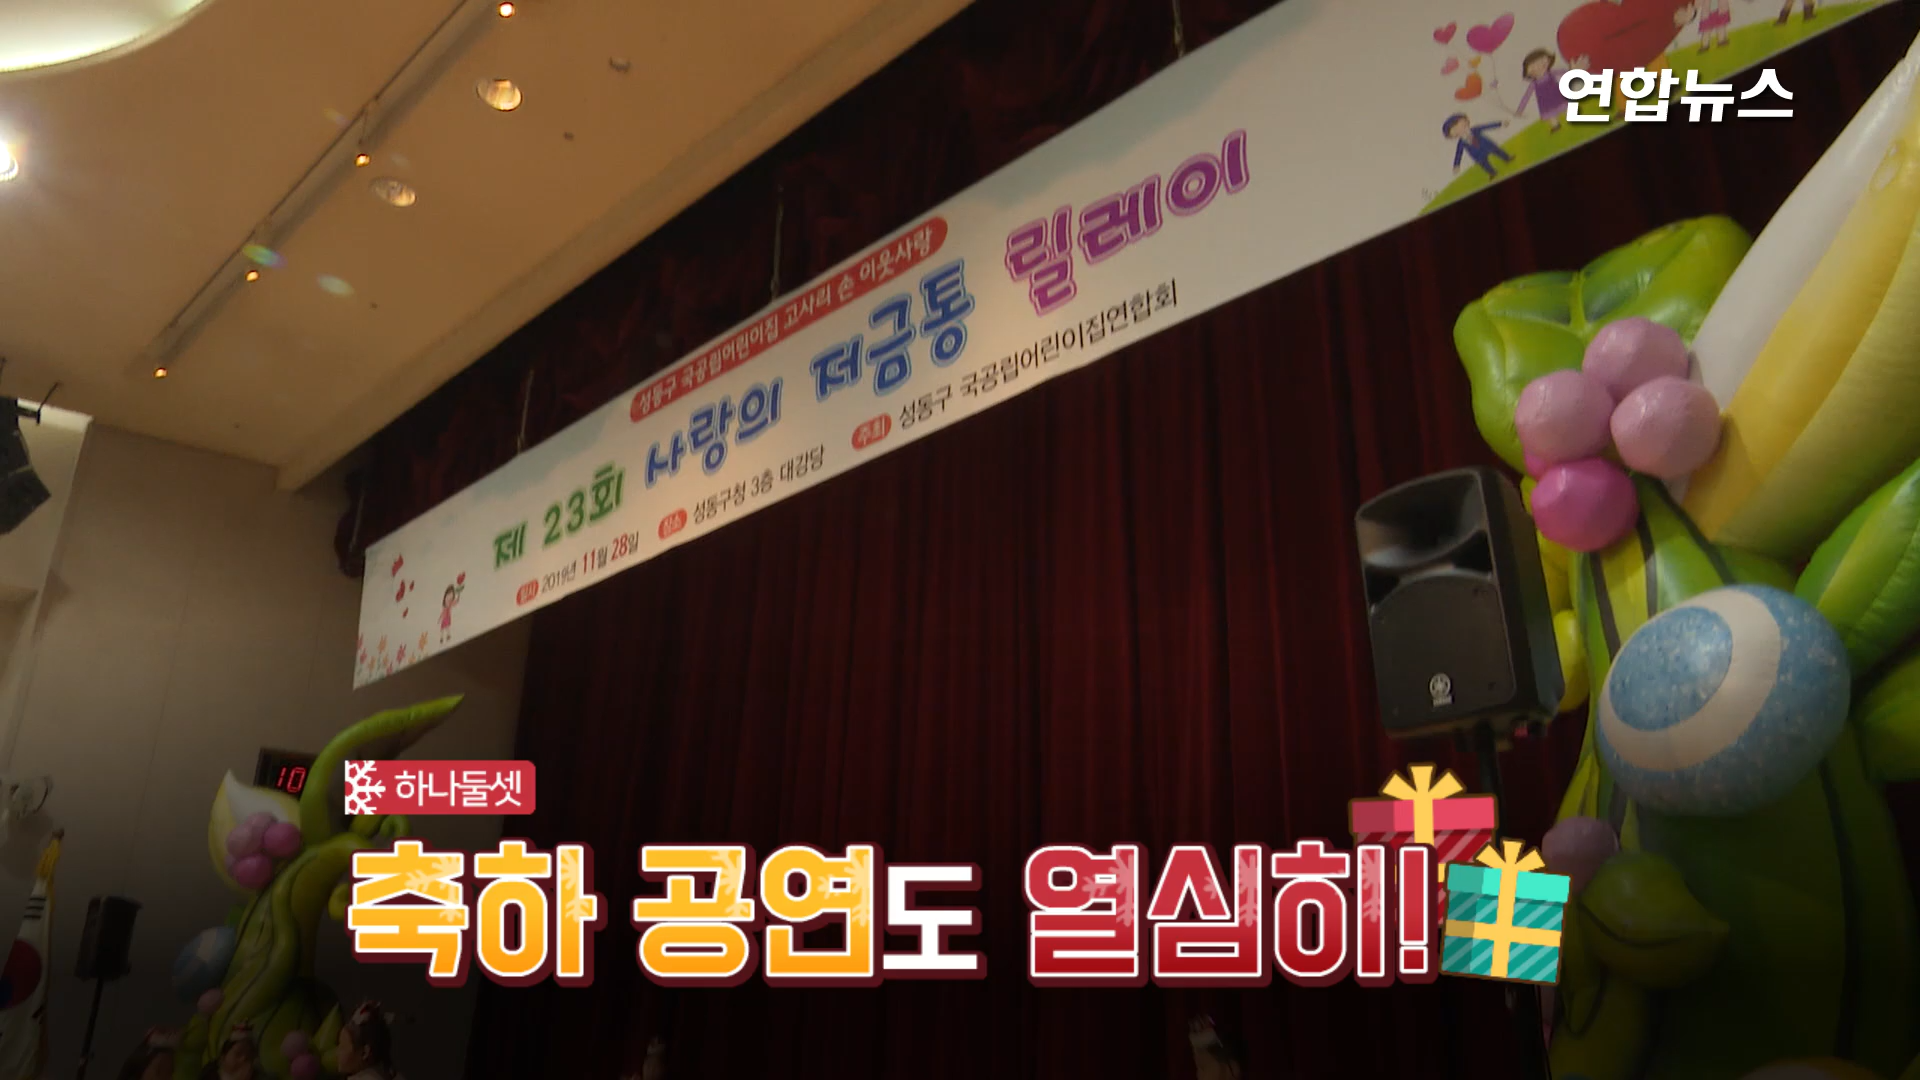 연합뉴스
성동구 국공립어린이집 고사리 손 이웃사랑
제 23회 사랑의 저금통 릴레이
일시 2019년 11월 28일 장소 성동구청 3층 대강당 주최 성동구 국공립어린이집연합회
10
하나둘셋
축하 공연도 열심히!